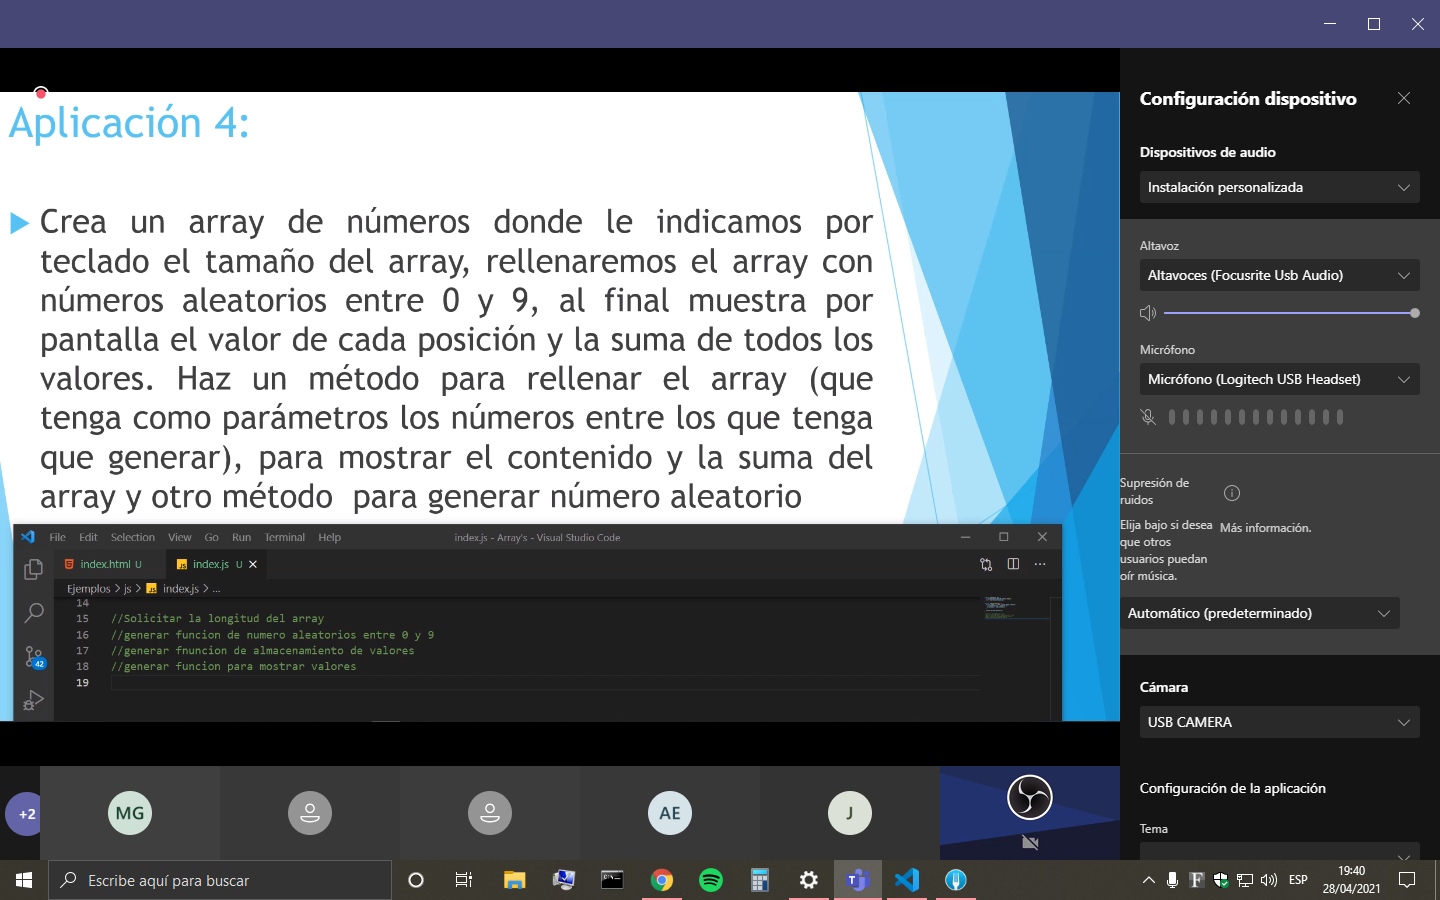 Aplicación 4:
Crea un array de números donde le indicamos por
teclado el tamaño del array, rellenaremos el array con
números aleatorios entre 0 y 9, al final muestra por
pantalla el valor de cada posición y la suma de todos los
valores. Haz un método para rellenar el array (que
tenga como parámetros los números entre los que tenga
que generar), para mostrar el contenido y la suma del
array y otro método para generar número aleatorio
File Edit Selection View Go Run Terminal Help
index.js - Array's - Visual Studio Code
index.html U
JS index.js U
Ejemplos > js > JS index.js > ...
14
15 //Solicitar la longitud del array
16 //generar funcion de numero aleatorios entre 0 y 9
17 //generar fnuncion de almacenamiento de valores
18 //generar funcion para mostrar valores
19
42
Configuración dispositivo
Dispositivos de audio
Instalación personalizada
Altavoz
Altavoces (Focusrite Usb Audio)
Micrófono
Micrófono (Logitech USB Headset)
Supresión de
ruidos
Elija bajo si desea
que otros
usuarios puedan
oír música.
Más información.
Automático (predeterminado)
Cámara
USB CAMERA
Configuración de la aplicación
Tema
+2
MG
AE
J
Escribe aquí para buscar
ESP
19:40
28/04/2021